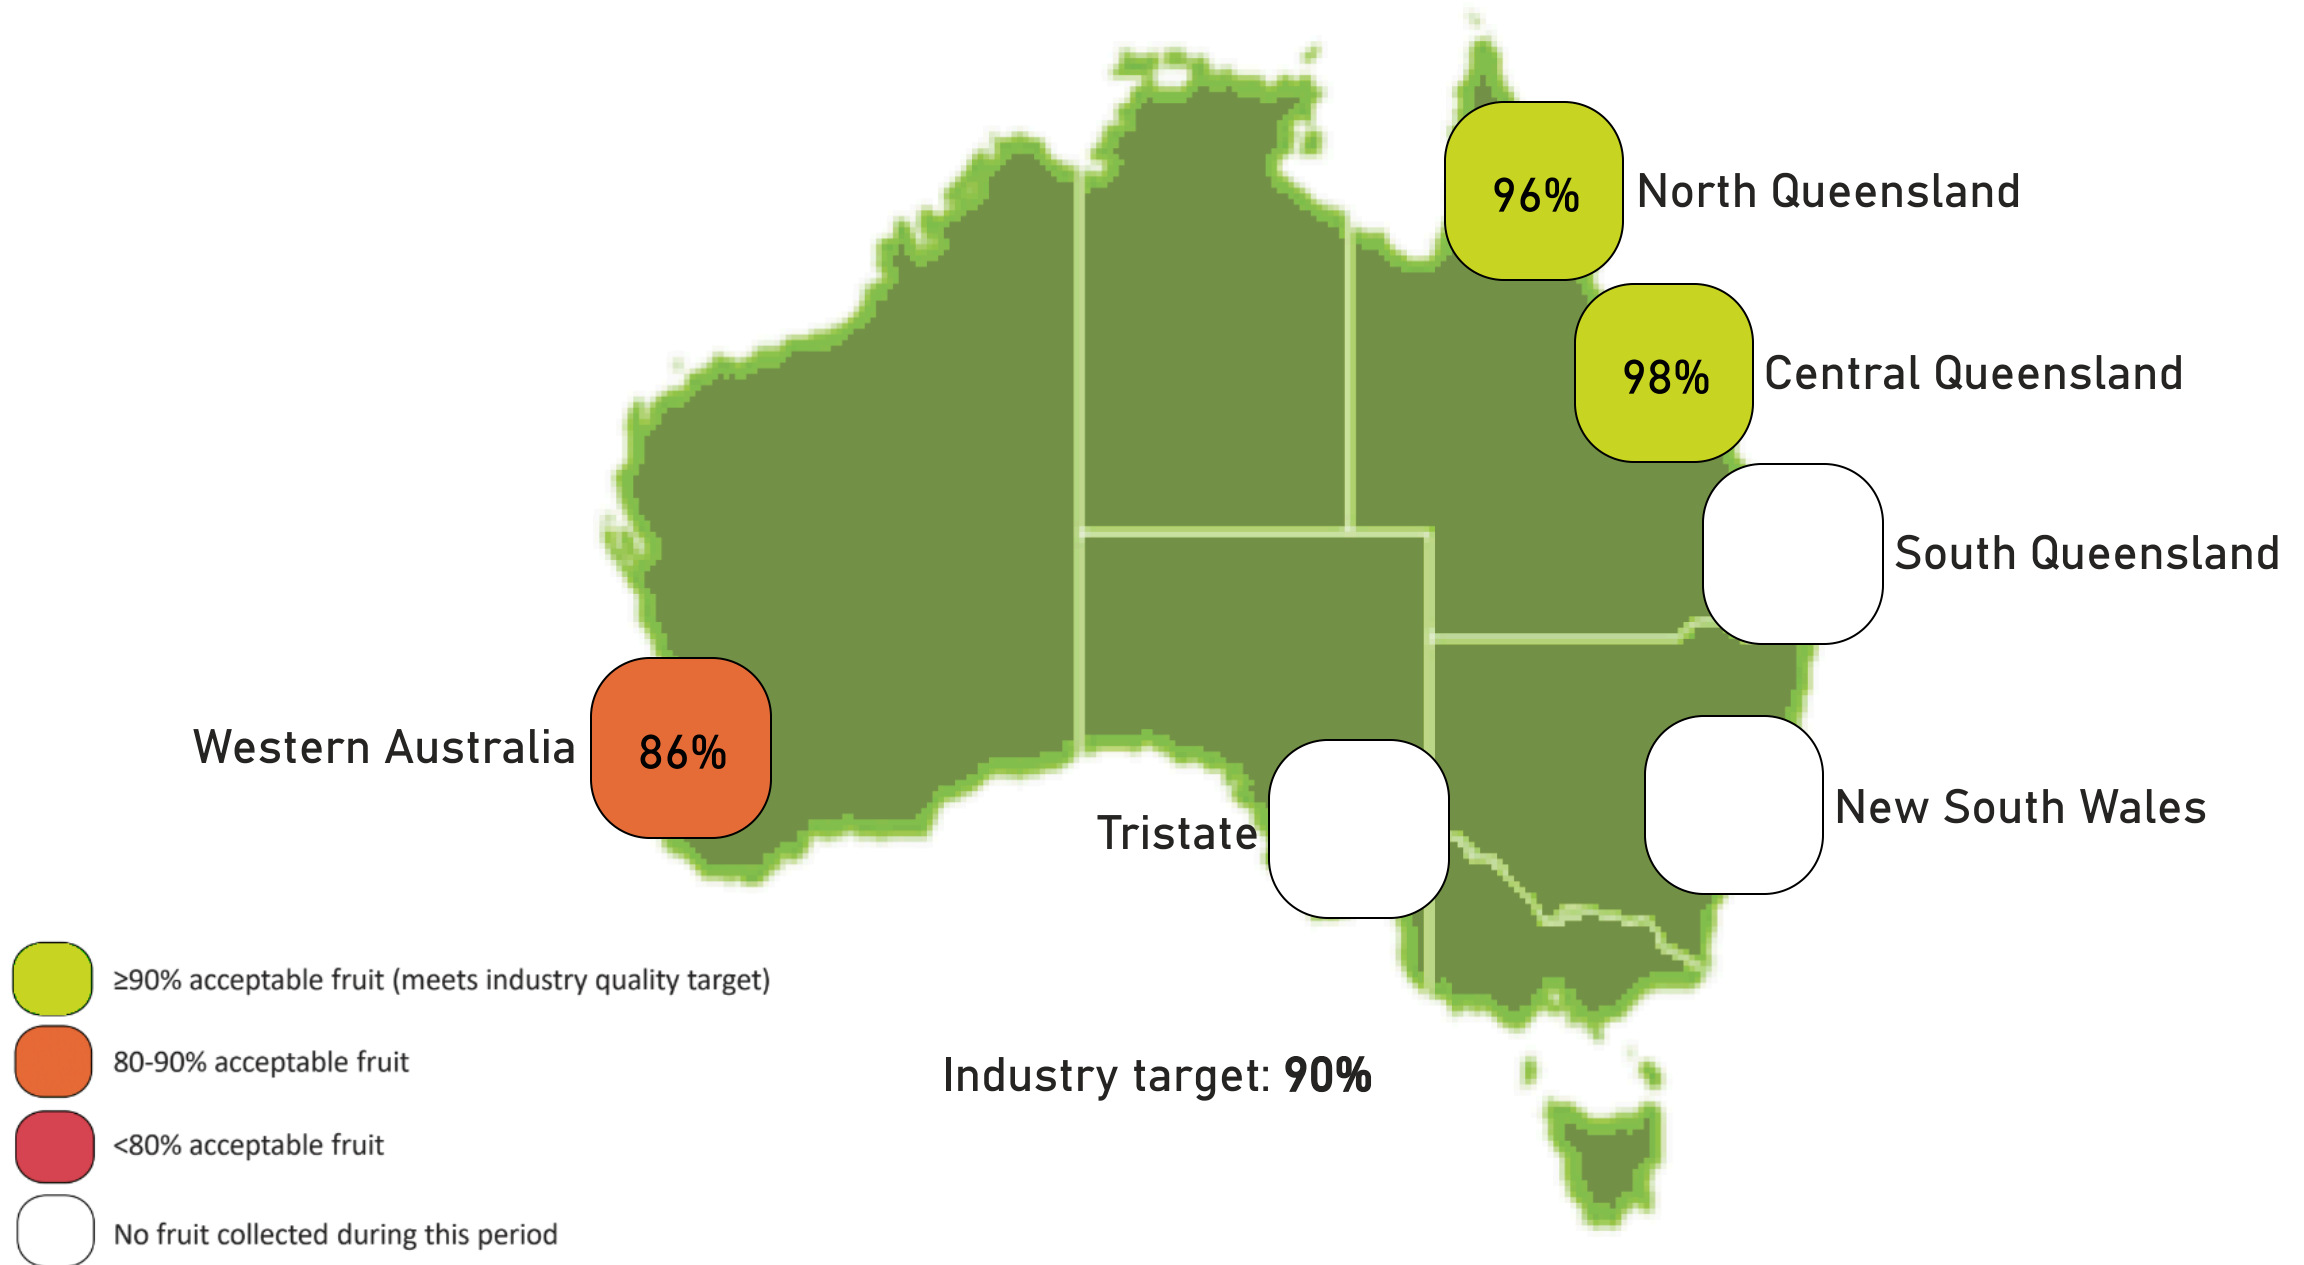 96%
North Queensland
98%
Central Queensland
South Queensland
Western Australia
86%
New South Wales
Tristate
≥90% acceptable fruit (meets industry quality target)
80-90% acceptable fruit
Industry target: 90%
<80% acceptable fruit
No fruit collected during this period